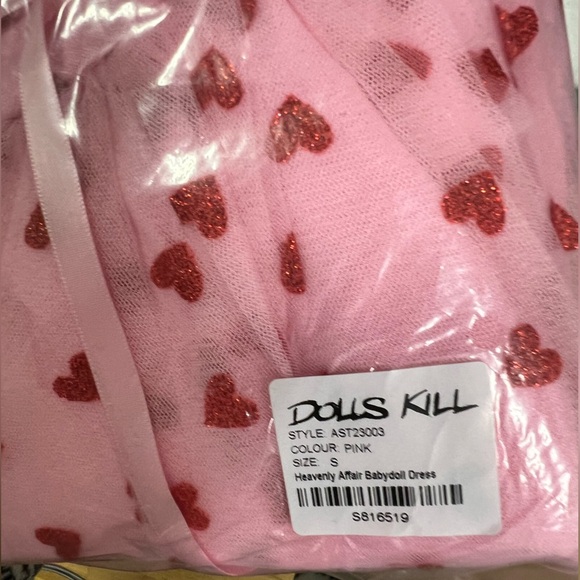 DOLLS KILL
STYLE: AST23003
COLOUR: PINK
SIZE: S
Heavenly Affair Babydoll Dress
S816519